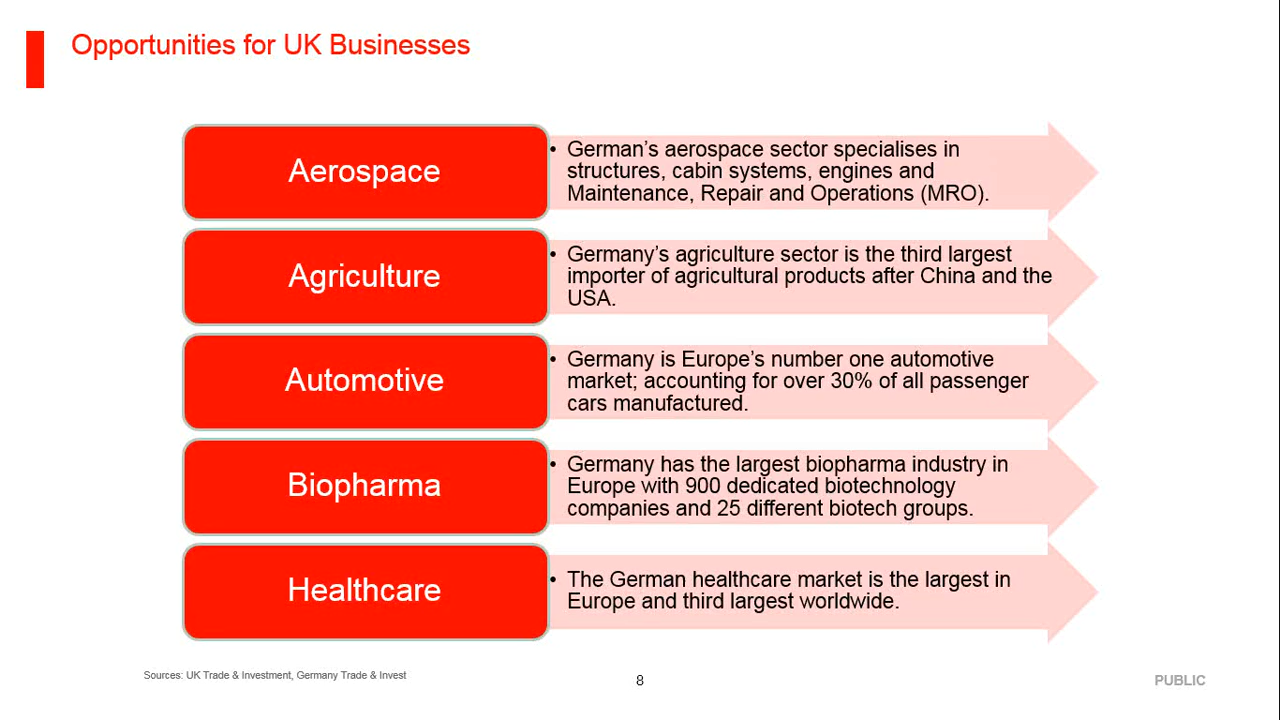 Opportunities for UK Businesses
Aerospace
• German’s aerospace sector specialises in
structures, cabin systems, engines and
Maintenance, Repair and Operations (MRO).
Agriculture
• Germany’s agriculture sector is the third largest
importer of agricultural products after China and the
USA.
Automotive
• Germany is Europe’s number one automotive
market; accounting for over 30% of all passenger
cars manufactured.
Biopharma
• Germany has the largest biopharma industry in
Europe with 900 dedicated biotechnology
companies and 25 different biotech groups.
Healthcare
• The German healthcare market is the largest in
Europe and third largest worldwide.
Sources: UK Trade & Investment, Germany Trade & Invest
8
PUBLIC